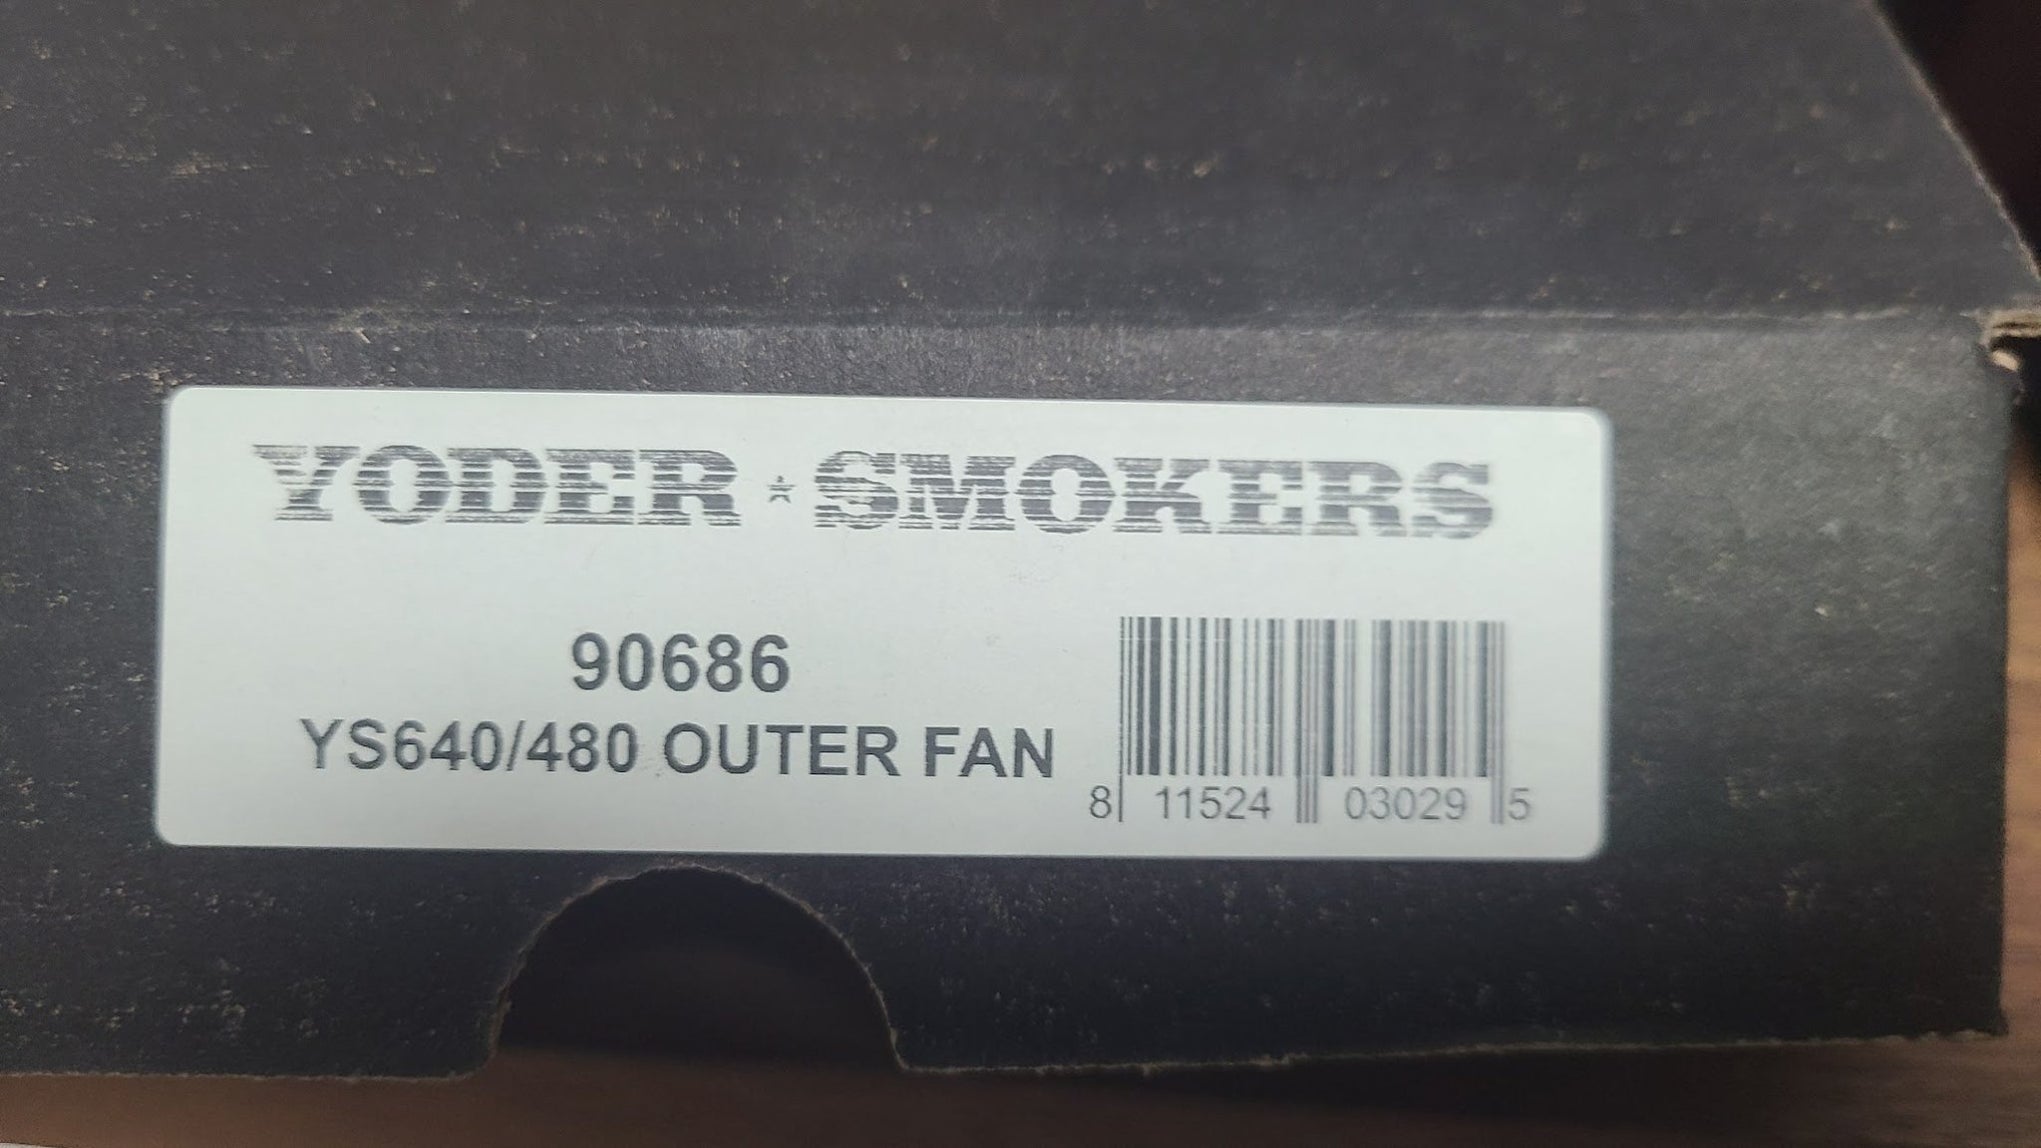 YODER ★ SMOKERS
90686
YS640/480 OUTER FAN
8 11524 03029 5